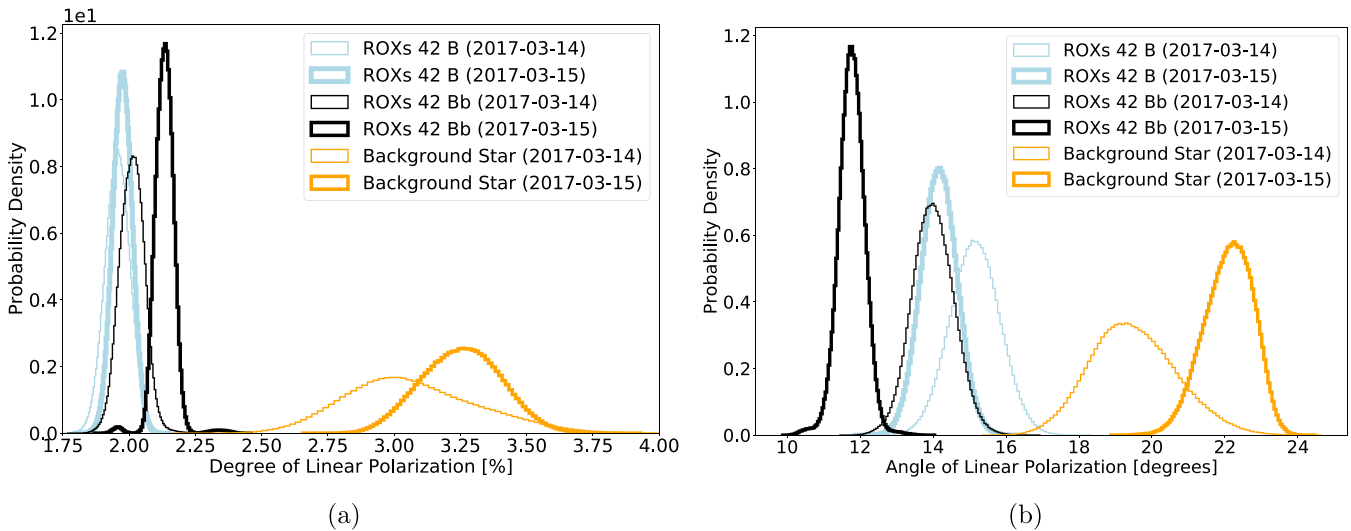 1e1
1.2
1.0
0.8
0.6
0.4
0.2
0.0
Probability Density
1.75 2.00 2.25 2.50 2.75 3.00 3.25 3.50 3.75 4.00
Degree of Linear Polarization [%]
ROXs 42 B (2017-03-14)
ROXs 42 B (2017-03-15)
ROXs 42 Bb (2017-03-14)
ROXs 42 Bb (2017-03-15)
Background Star (2017-03-14)
Background Star (2017-03-15)
(a)
1.2
1.0
0.8
0.6
0.4
0.2
0.0
Probability Density
10 12 14 16 18 20 22 24
Angle of Linear Polarization [degrees]
ROXs 42 B (2017-03-14)
ROXs 42 B (2017-03-15)
ROXs 42 Bb (2017-03-14)
ROXs 42 Bb (2017-03-15)
Background Star (2017-03-14)
Background Star (2017-03-15)
(b)